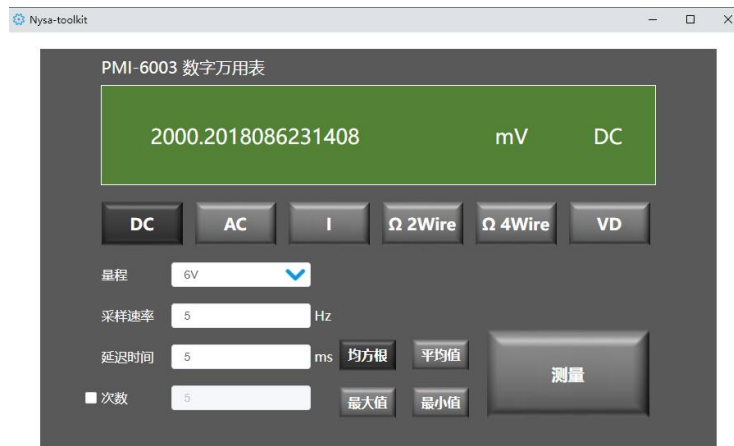 Nysa-toolkit
PMI-6003 数字万用表
2000.2018086231408 mV DC
DC AC I Ω 2Wire Ω 4Wire VD
量程 6V
采样速率 5 Hz
延迟时间 5 ms 均方根 平均值
测量
次数 5 最大值 最小值